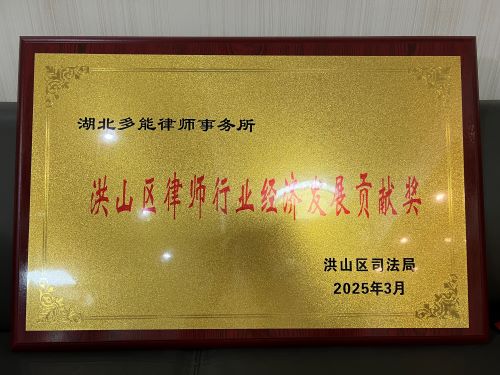 湖北多能律师事务所
洪山区律师行业经济发展贡献奖
洪山区司法局
2025年3月